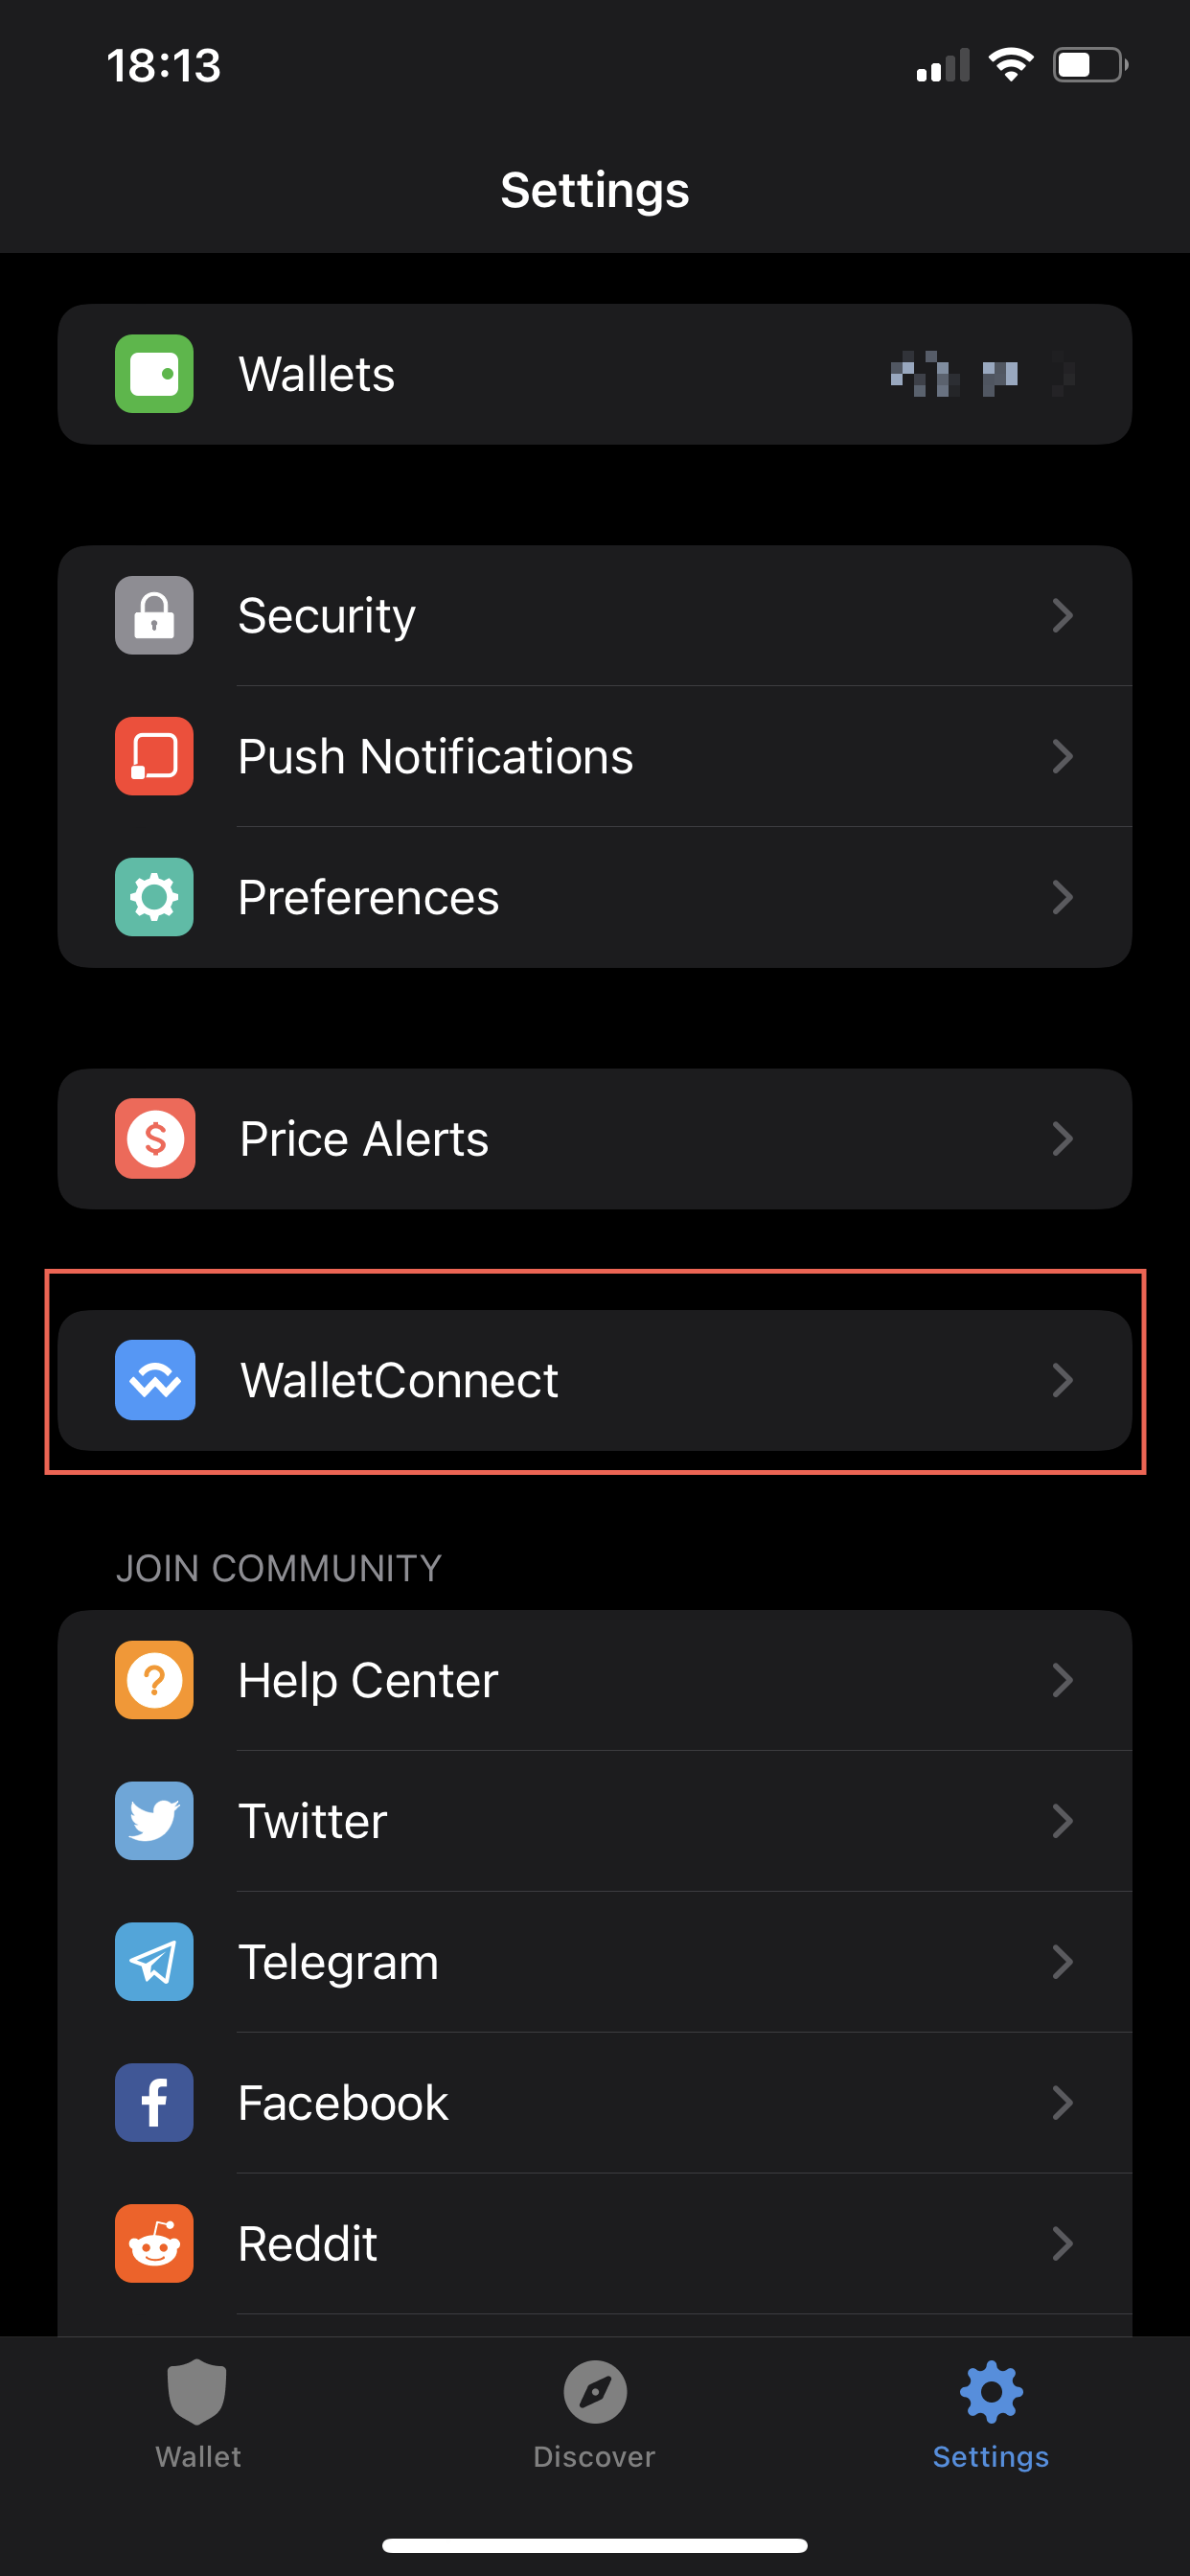 18:13
Settings
Wallets
Security
Push Notifications
Preferences
Price Alerts
WalletConnect
JOIN COMMUNITY
Help Center
Twitter
Telegram
Facebook
Reddit
Wallet Discover Settings